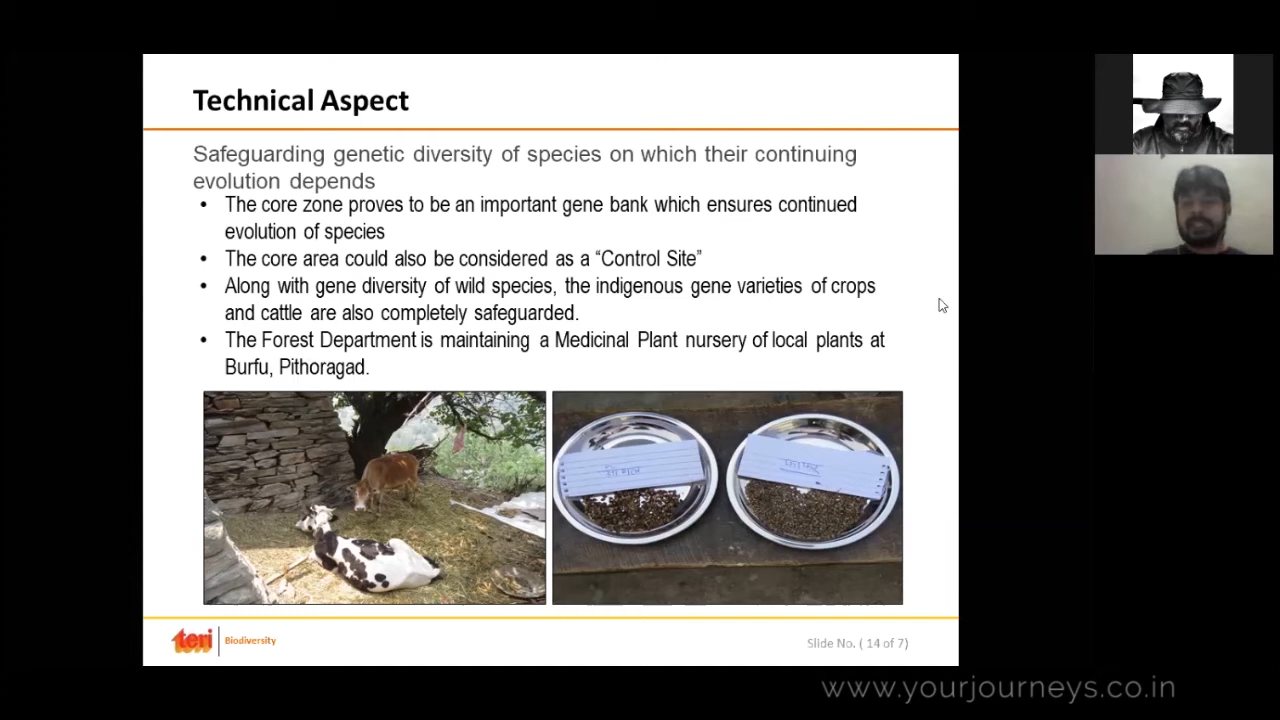 Technical Aspect
Safeguarding genetic diversity of species on which their continuing
evolution depends
• The core zone proves to be an important gene bank which ensures continued
evolution of species
• The core area could also be considered as a “Control Site”
• Along with gene diversity of wild species, the indigenous gene varieties of crops
and cattle are also completely safeguarded.
• The Forest Department is maintaining a Medicinal Plant nursery of local plants at
Burfu, Pithoragad.
फाफर
teri
Biodiversity
Slide No. ( 14 of 7)
www.yourjourneys.co.in